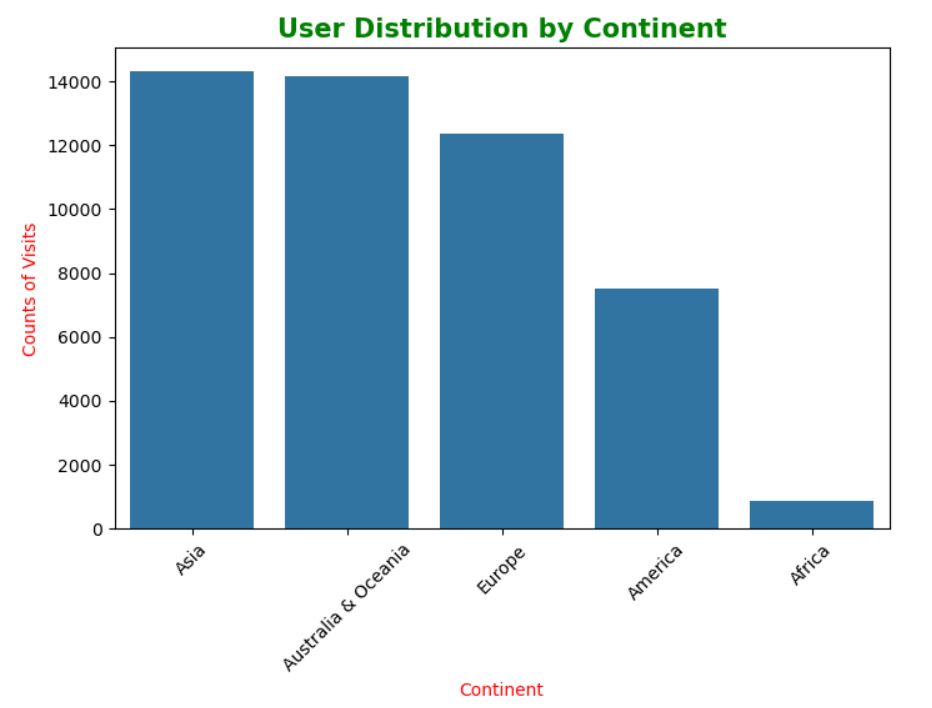 User Distribution by Continent
Counts of Visits
14000
12000
10000
8000
6000
4000
2000
0
Asia
Australia & Oceania
Europe
America
Africa
Continent